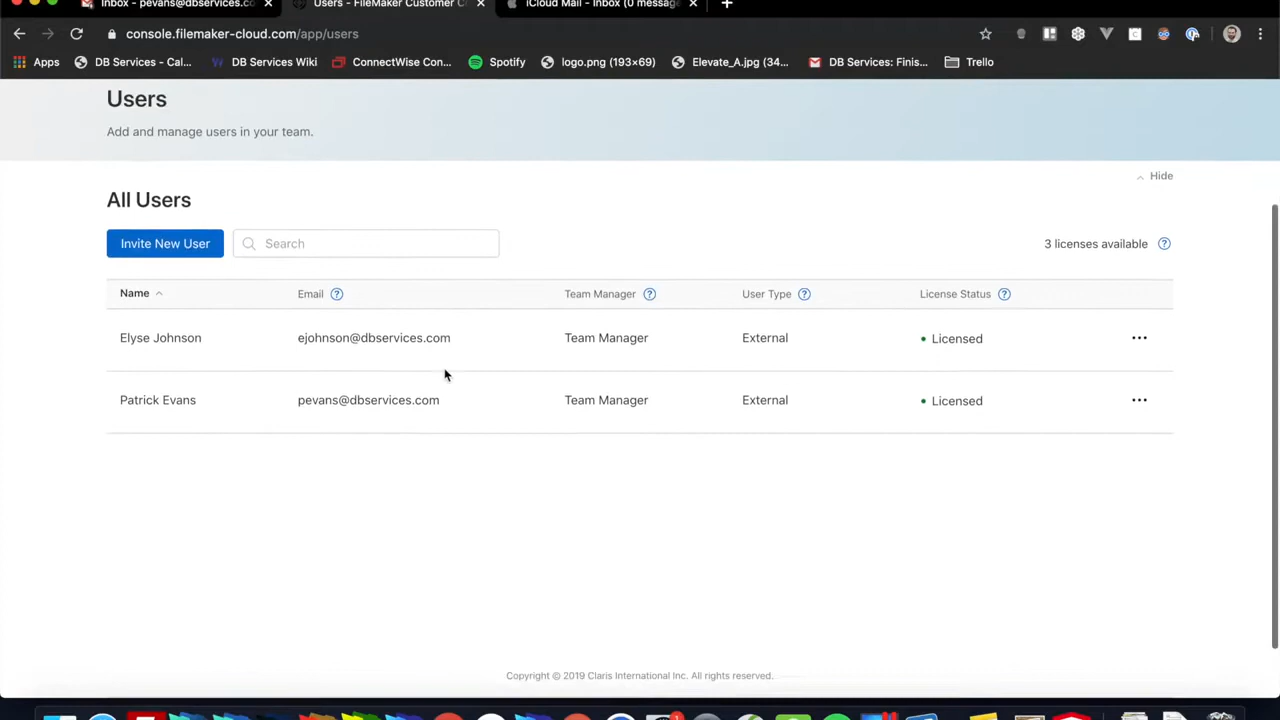 Inbox - pevans@dbservices.co
Users - FileMaker Customer C
iCloud Mail - Inbox (0 message
console.filemaker-cloud.com/app/users
Apps
DB Services - Cal...
DB Services Wiki
ConnectWise Con...
Spotify
logo.png (193×69)
Elevate_A.jpg (34...
DB Services: Finis...
Trello
Users
Add and manage users in your team.
Hide
All Users
Invite New User
Search
3 licenses available
Name Email Team Manager User Type License Status
Elyse Johnson ejohnson@dbservices.com Team Manager External Licensed
Patrick Evans pevans@dbservices.com Team Manager External Licensed
Copyright © 2019 Claris International Inc. All rights reserved.